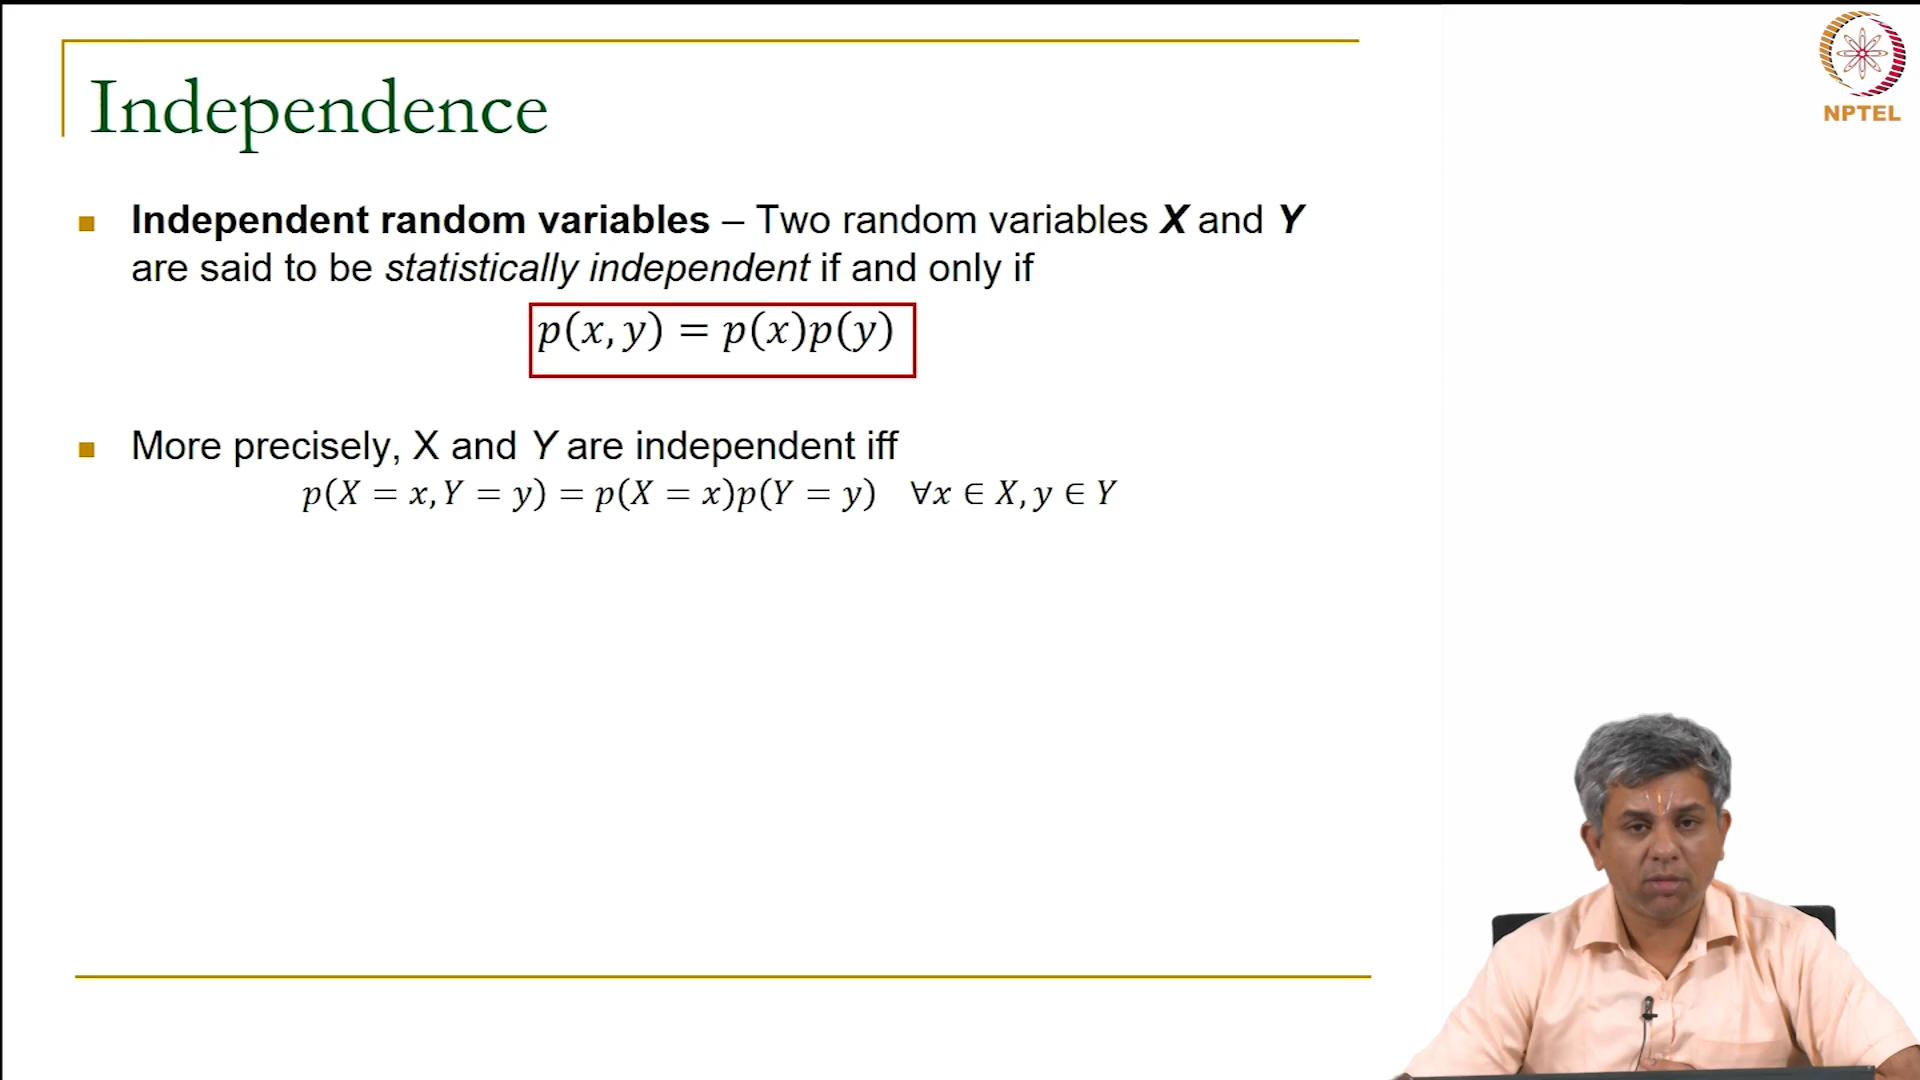 Independence
Independent random variables – Two random variables X and Y
are said to be statistically independent if and only if
p(x, y) = p(x)p(y)
More precisely, X and Y are independent iff
p(X = x, Y = y) = p(X = x)p(Y = y) ∀x ∈ X, y ∈ Y
NPTEL